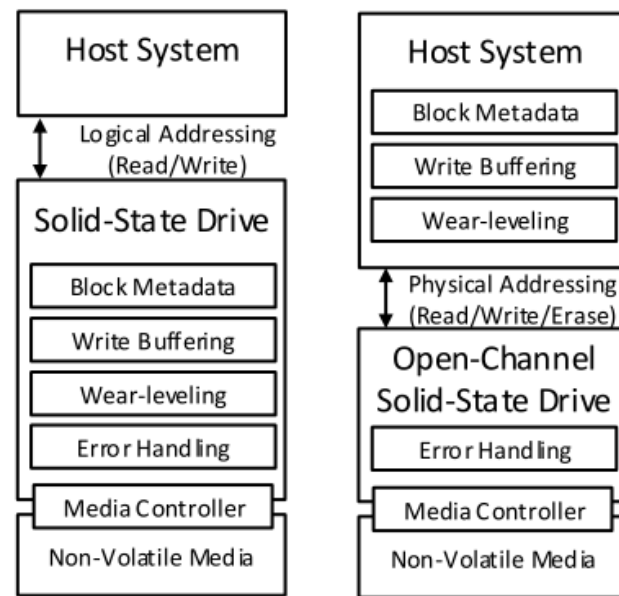 Host System
Logical Addressing
(Read/Write)
Solid-State Drive
Block Metadata
Write Buffering
Wear-leveling
Error Handling
Media Controller
Non-Volatile Media
Host System
Block Metadata
Write Buffering
Wear-leveling
Physical Addressing
(Read/Write/Erase)
Open-Channel
Solid-State Drive
Error Handling
Media Controller
Non-Volatile Media